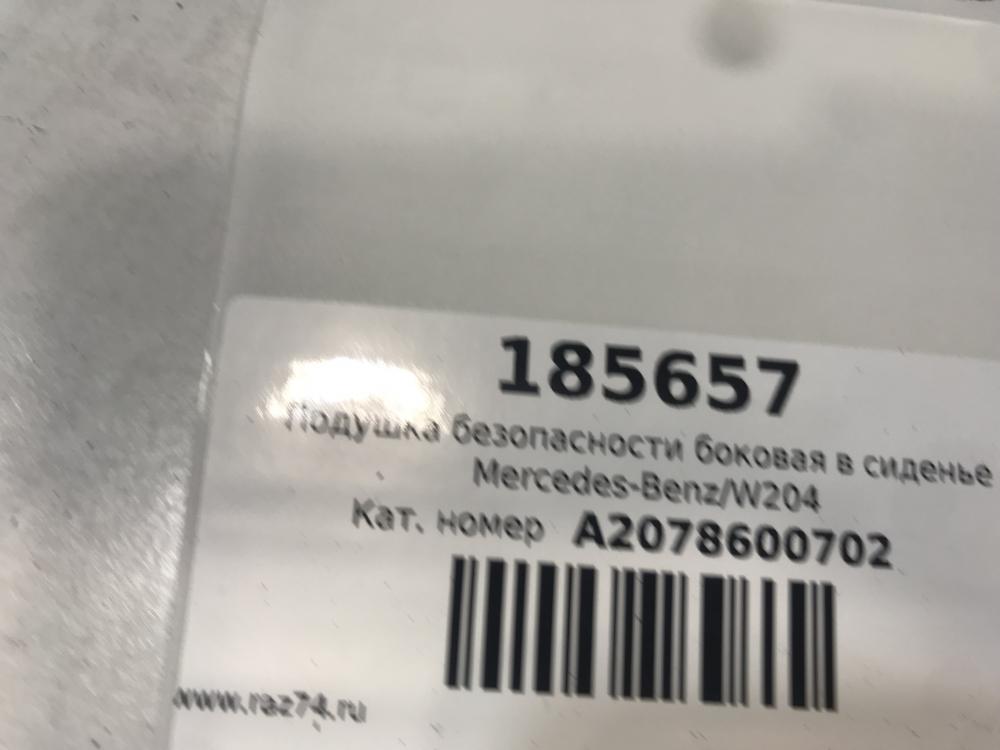 185657
Подушка безопасности боковая в сиденье
Mercedes-Benz/W204
Кат. номер A2078600702
www.raz74.ru